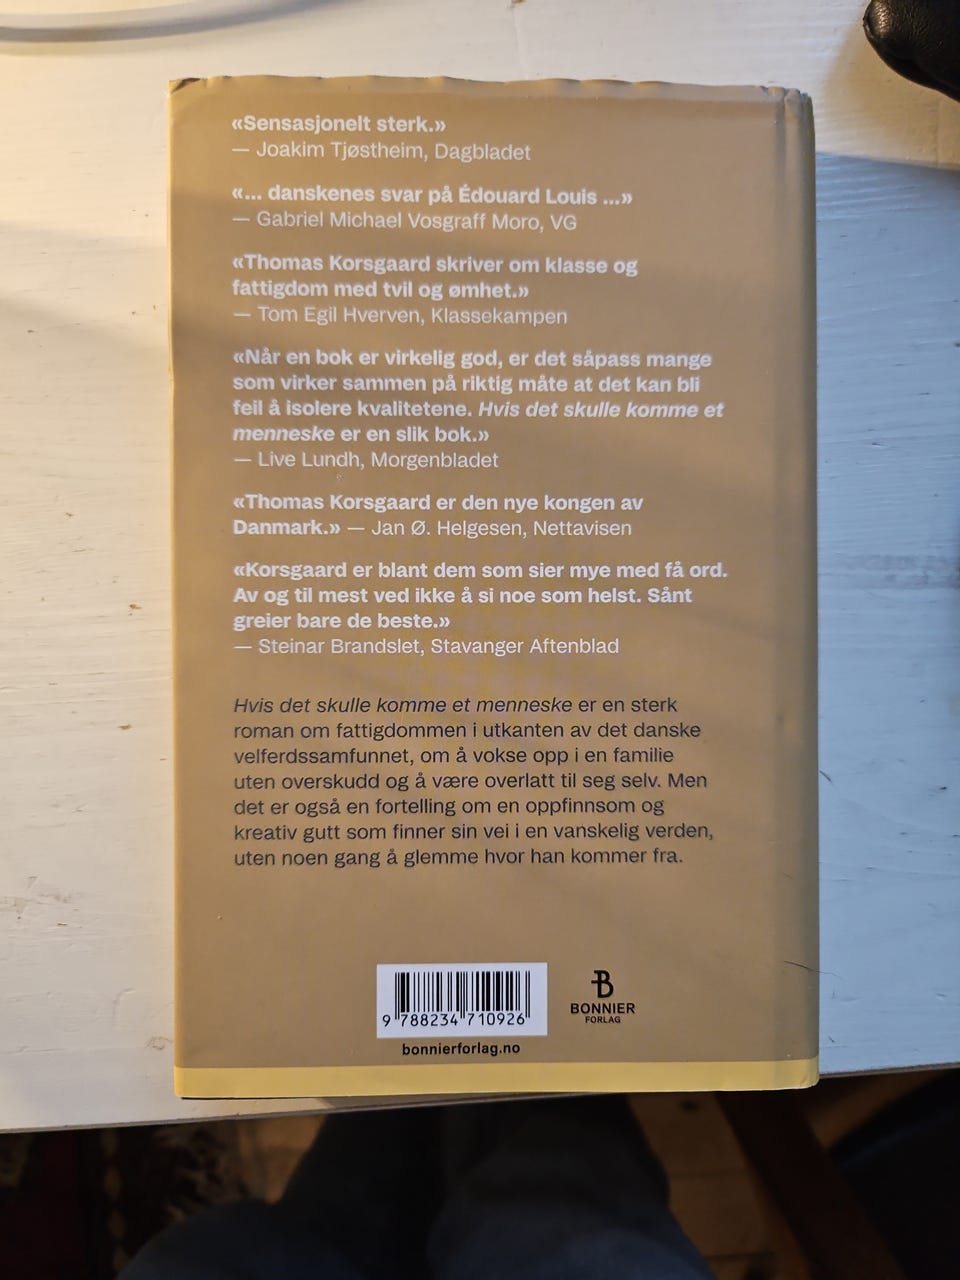 «Sensasjonelt sterk.»
— Joakim Tjøstheim, Dagbladet
«... danskenes svar på Édouard Louis ...»
— Gabriel Michael Vosgraff Moro, VG
«Thomas Korsgaard skriver om klasse og
fattigdom med tvil og ømhet.»
— Tom Egil Hverven, Klassekampen
«Når en bok er virkelig god, er det såpass mange
som virker sammen på riktig måte at det kan bli
feil å isolere kvalitetene. Hvis det skulle komme et
menneske er en slik bok.»
— Live Lundh, Morgenbladet
«Thomas Korsgaard er den nye kongen av
Danmark.» — Jan Ø. Helgesen, Nettavisen
«Korsgaard er blant dem som sier mye med få ord.
Av og til mest ved ikke å si noe som helst. Sånt
greier bare de beste.»
— Steinar Brandslet, Stavanger Aftenblad
Hvis det skulle komme et menneske er en sterk
roman om fattigdommen i utkanten av det danske
velferdssamfunnet, om å vokse opp i en familie
uten overskudd og å være overlatt til seg selv. Men
det er også en fortelling om en oppfinnsom og
kreativ gutt som finner sin vei i en vanskelig verden,
uten noen gang å glemme hvor han kommer fra.
9 788234 710926
bonnierforlag.no
B
BONNIER
FORLAG